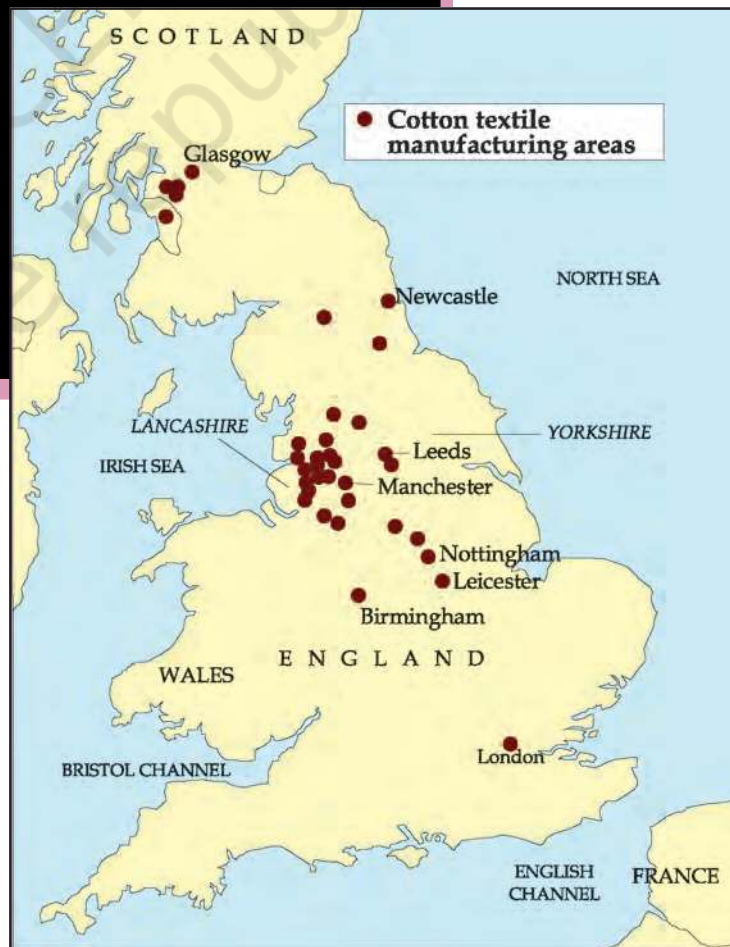 SCOTLAND
Cotton textile
manufacturing areas
Glasgow
NORTH SEA
Newcastle
LANCASHIRE
YORKSHIRE
Leeds
IRISH SEA
Manchester
Nottingham
Leicester
Birmingham
ENGLAND
WALES
London
BRISTOL CHANNEL
ENGLISH
CHANNEL
FRANCE